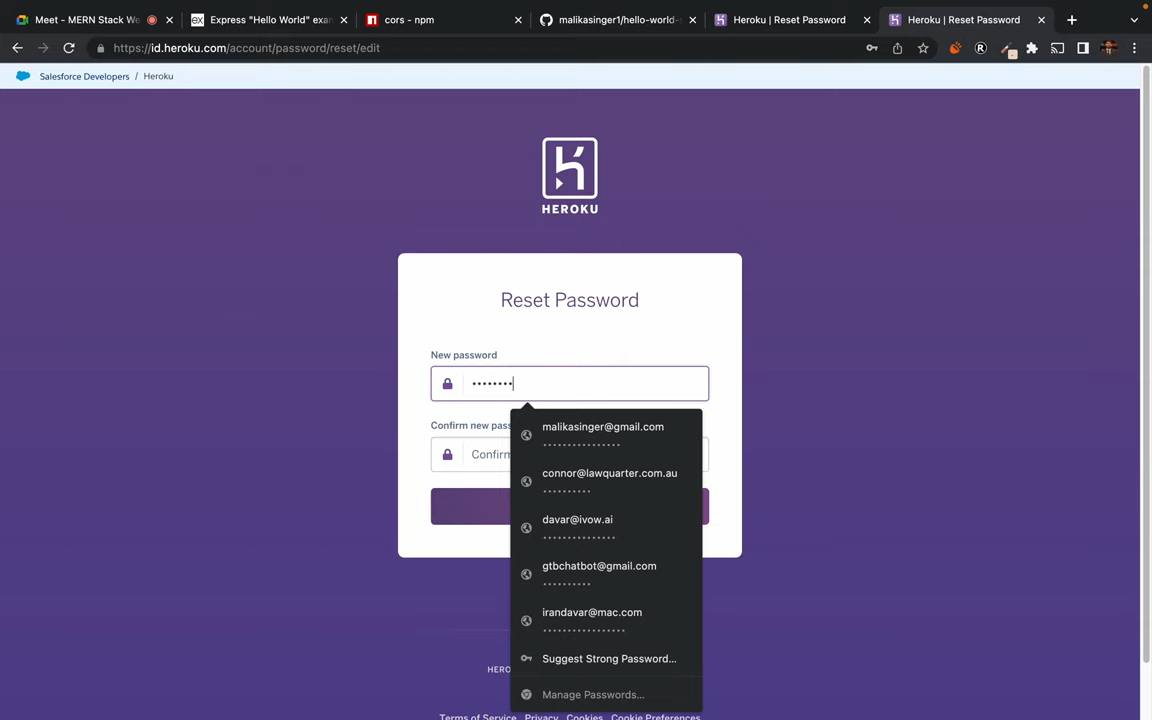 Meet - MERN Stack We
Express "Hello World" exan
cors - npm
malikasinger1/hello-world-
Heroku | Reset Password
Heroku | Reset Password
https://id.heroku.com/account/password/reset/edit
Salesforce Developers / Heroku
HEROKU
Reset Password
New password
••••••••
Confirm new pass
Confirm
malikasinger@gmail.com
connor@lawquarter.com.au
davar@ivow.ai
gtbchatbot@gmail.com
irandavar@mac.com
Suggest Strong Password...
Manage Passwords...
HERO
Terms of Service Privacy Cookies Cookie Preferences